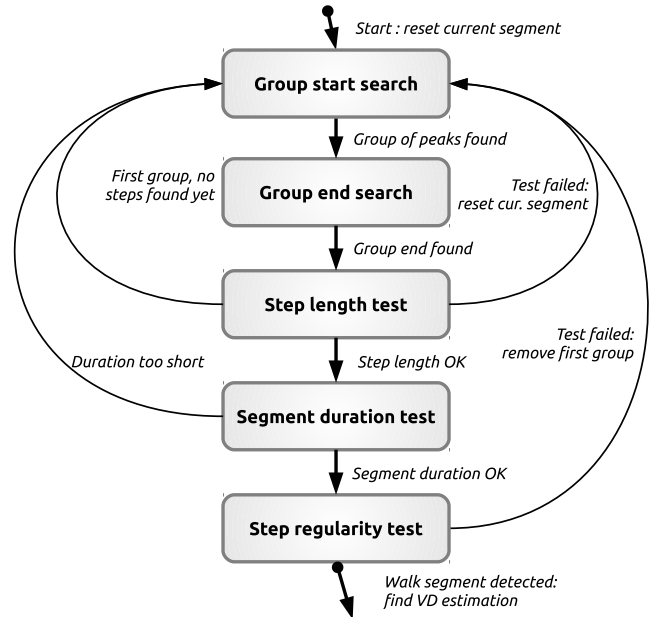 Start : reset current segment
Group start search
Group of peaks found
First group, no
steps found yet
Group end search
Test failed:
reset cur. segment
Group end found
Step length test
Test failed:
remove first group
Duration too short
Step length OK
Segment duration test
Segment duration OK
Step regularity test
Walk segment detected:
find VD estimation